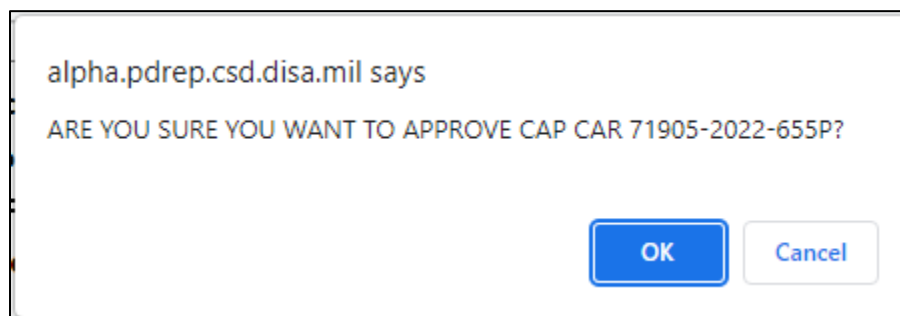 alpha.pdrep.csd.disa.mil says
ARE YOU SURE YOU WANT TO APPROVE CAP CAR 71905-2022-655P?
OK Cancel